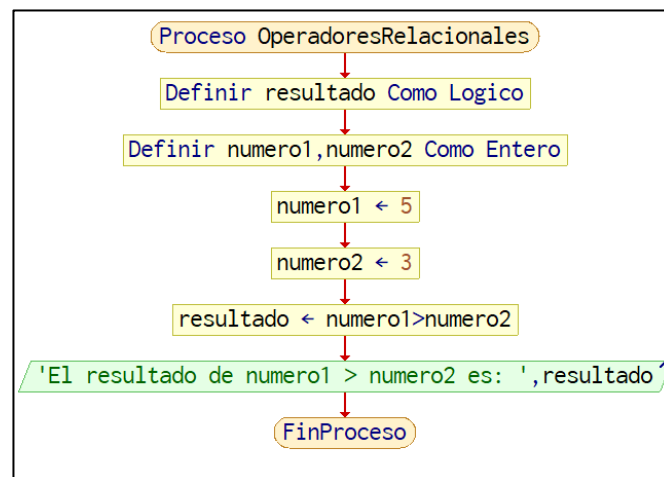 Proceso OperadoresRelacionales
Definir resultado Como Logico
Definir numero1,numero2 Como Entero
numero1 ← 5
numero2 ← 3
resultado ← numero1>numero2
'El resultado de numero1 > numero2 es: ',resultado
FinProceso